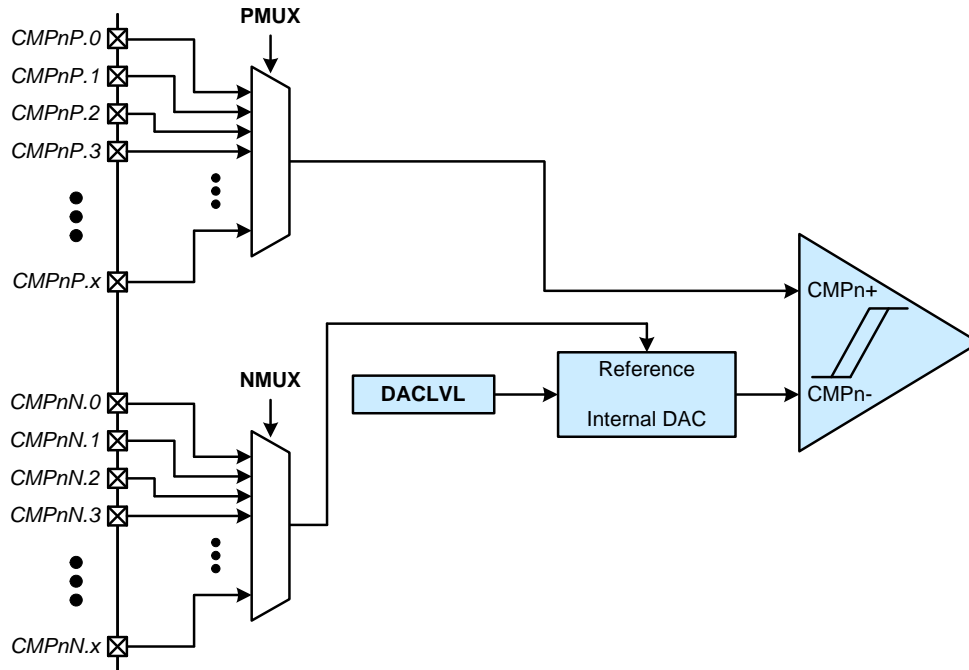 PMUX
CMPnP.0
CMPnP.1
CMPnP.2
CMPnP.3
CMPnP.x
CMPn+
CMPn-
NMUX
DACLVL
Reference
Internal DAC
CMPnN.0
CMPnN.1
CMPnN.2
CMPnN.3
CMPnN.x